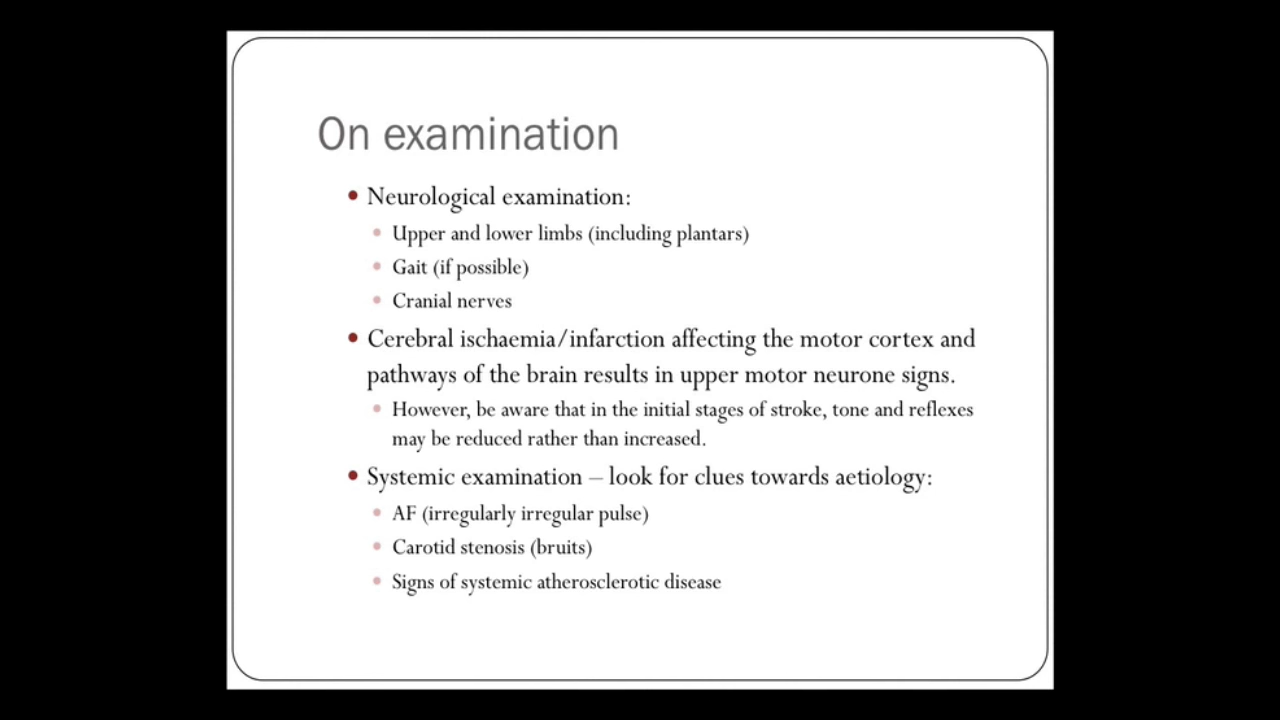 On examination
Neurological examination:
Upper and lower limbs (including plantars)
Gait (if possible)
Cranial nerves
Cerebral ischaemia/infarction affecting the motor cortex and
pathways of the brain results in upper motor neurone signs.
However, be aware that in the initial stages of stroke, tone and reflexes
may be reduced rather than increased.
Systemic examination – look for clues towards aetiology:
AF (irregularly irregular pulse)
Carotid stenosis (bruits)
Signs of systemic atherosclerotic disease